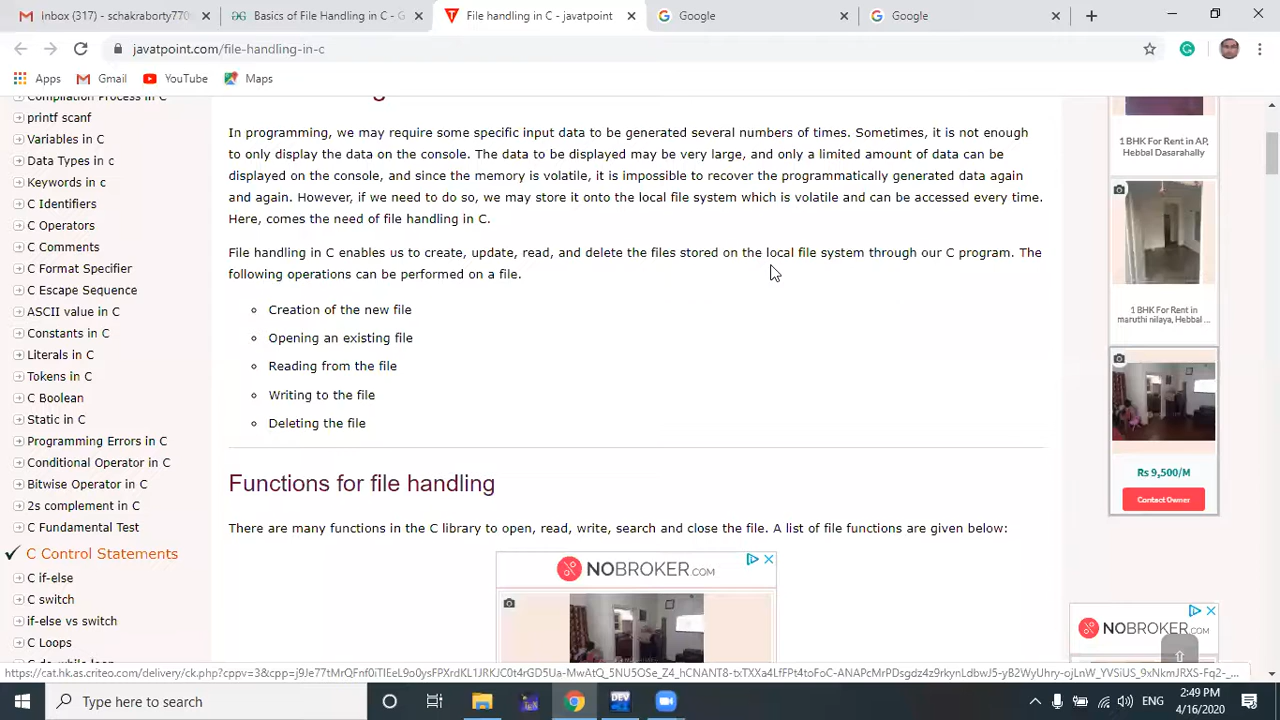 Inbox (317) - schakraborty77
Basics of File Handling in C - G
File handling in C - javatpoint
Google
Google
javatpoint.com/file-handling-in-c
Apps
Gmail
YouTube
Maps
Compilation Process in C
printf scanf
Variables in C
Data Types in c
Keywords in c
C Identifiers
C Operators
C Comments
C Format Specifier
C Escape Sequence
ASCII value in C
Constants in C
Literals in C
Tokens in C
C Boolean
Static in C
Programming Errors in C
Conditional Operator in C
Bitwise Operator in C
2s complement in C
C Fundamental Test
C Control Statements
C if-else
C switch
if-else vs switch
C Loops
In programming, we may require some specific input data to be generated several numbers of times. Sometimes, it is not enough
to only display the data on the console. The data to be displayed may be very large, and only a limited amount of data can be
displayed on the console, and since the memory is volatile, it is impossible to recover the programmatically generated data again
and again. However, if we need to do so, we may store it onto the local file system which is volatile and can be accessed every time.
Here, comes the need of file handling in C.
File handling in C enables us to create, update, read, and delete the files stored on the local file system through our C program. The
following operations can be performed on a file.
Creation of the new file
Opening an existing file
Reading from the file
Writing to the file
Deleting the file
Functions for file handling
There are many functions in the C library to open, read, write, search and close the file. A list of file functions are given below:
NOBROKER.COM
1 BHK For Rent in AP,
Hebbal Dasarahally
1 BHK For Rent in
maruthi nilaya, Hebbal ...
Rs 9,500/M
Contact Owner
NOBROKER.COM
Type here to search
DEV
ENG
2:49 PM
4/16/2020